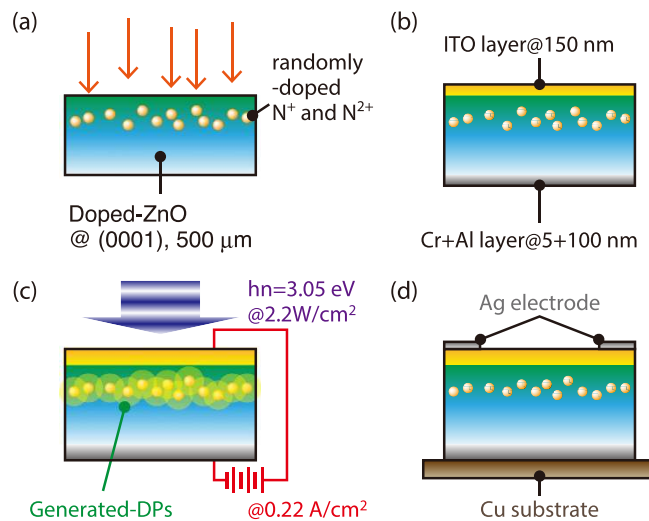 (a)
randomly
-doped
N⁺ and N²⁺
Doped-ZnO
@ (0001), 500 μm
(b)
ITO layer@150 nm
Cr+Al layer@5+100 nm
(c)
hn=3.05 eV
@2.2W/cm²
Generated-DPs
@0.22 A/cm²
(d)
Ag electrode
Cu substrate